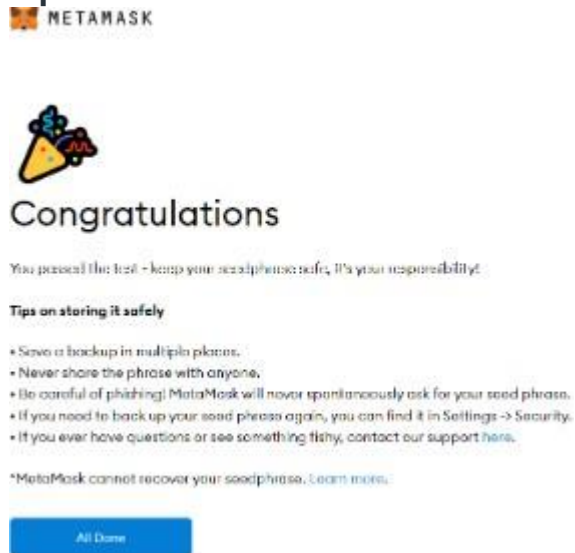 METAMASK
Congratulations
You passed the test - keep your seedphrase safe, it's your responsibility!
Tips on storing it safely
• Save a backup in multiple places.
• Never share the phrase with anyone.
• Be careful of phishing! MetaMask will never spontaneously ask for your seed phrase.
• If you need to back up your seed phrase again, you can find it in Settings -> Security.
• If you ever have questions or see something fishy, contact our support here.
*MetaMask cannot recover your seedphrase. Learn more.
All Done